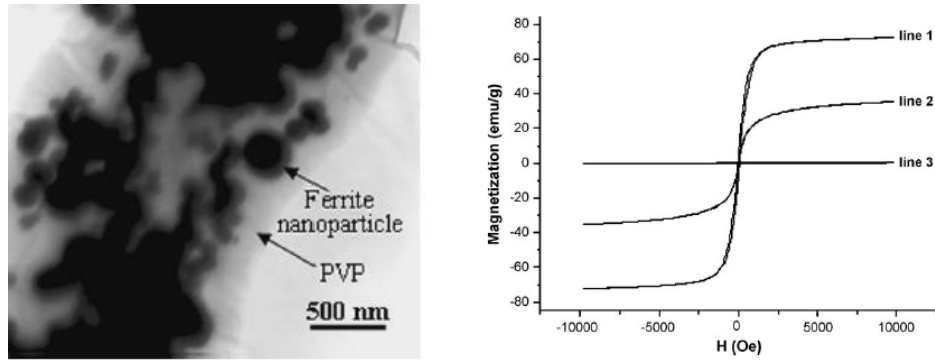 Ferrite
nanoparticle
PVP
500 nm
Magnetization (emu/g)
80
60
40
20
0
-20
-40
-60
-80
line 1
line 2
line 3
-10000
-5000
0
5000
10000
H (Oe)